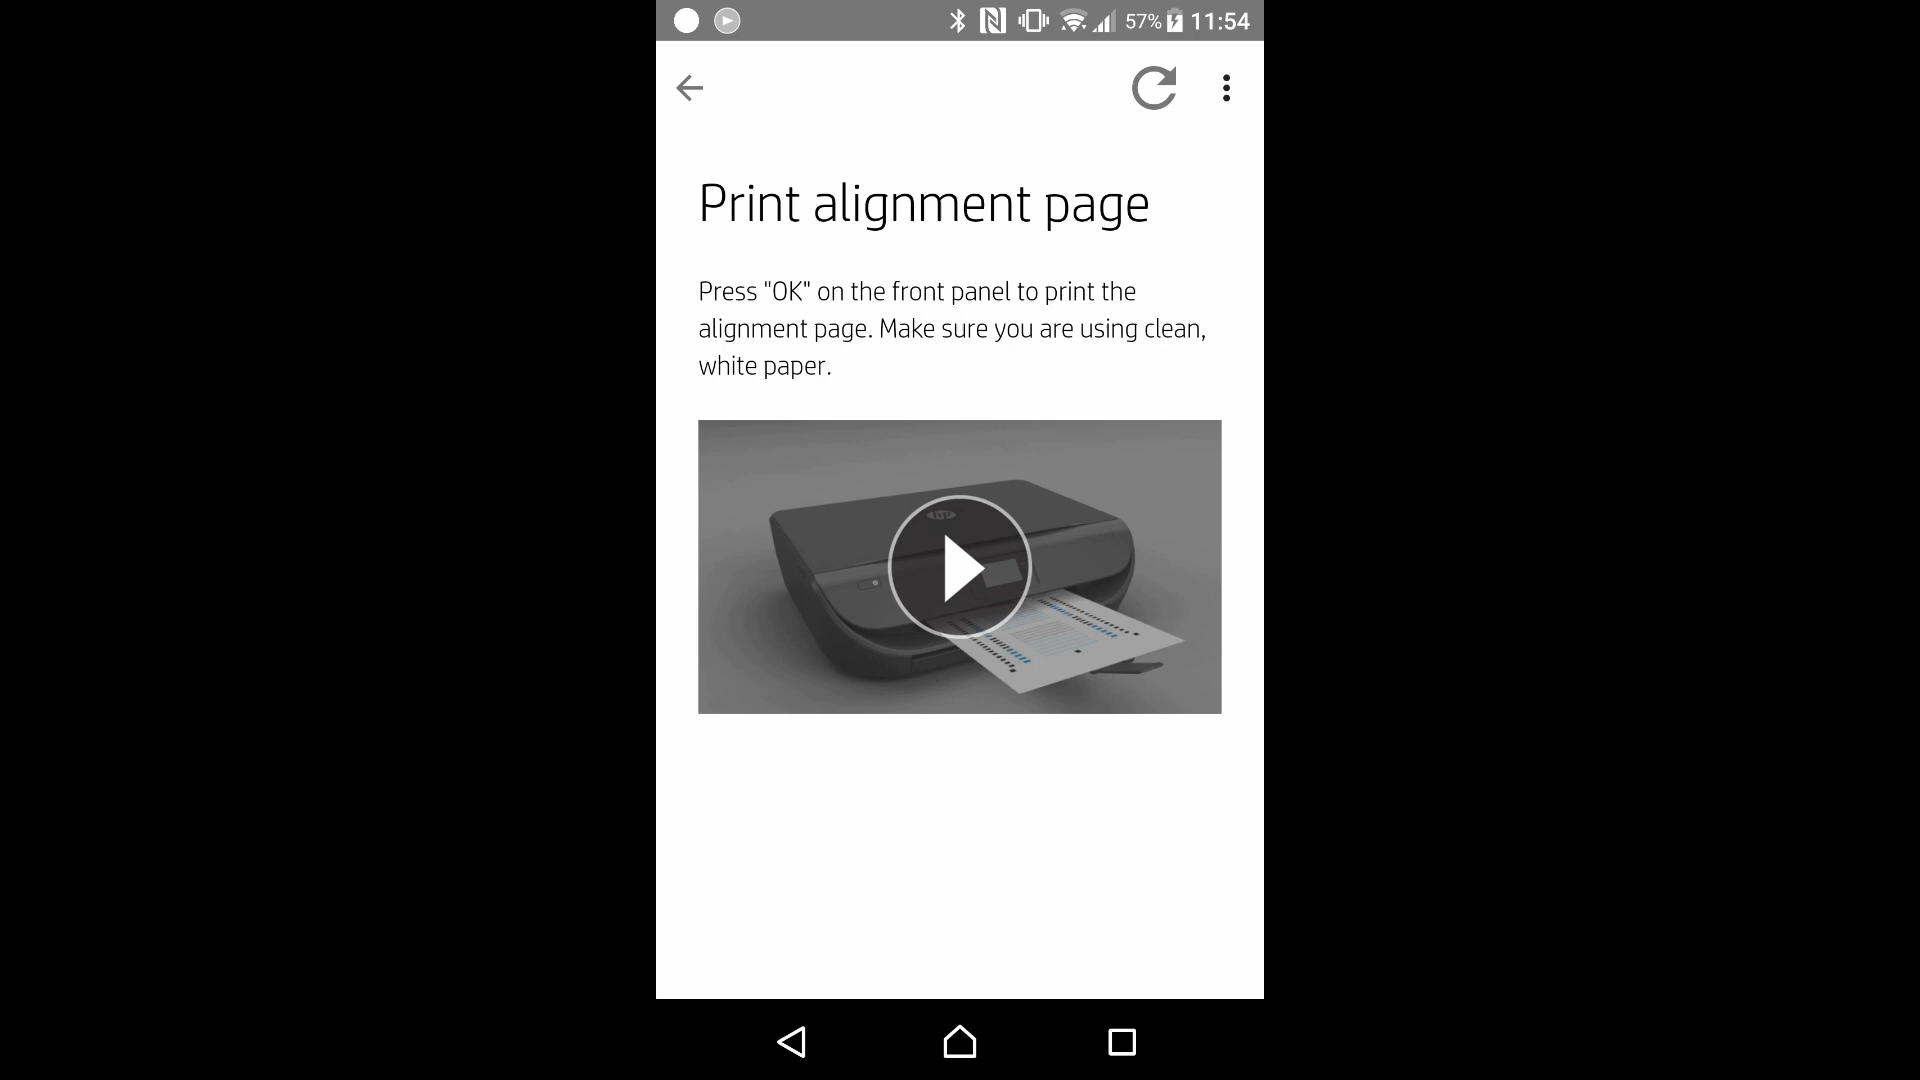 57% 11:54
Print alignment page
Press "OK" on the front panel to print the
alignment page. Make sure you are using clean,
white paper.
hp